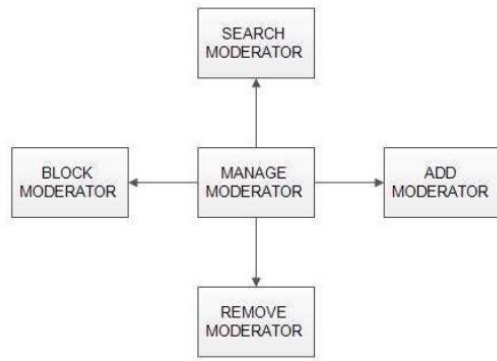 SEARCH
MODERATOR
BLOCK
MODERATOR
MANAGE
MODERATOR
ADD
MODERATOR
REMOVE
MODERATOR